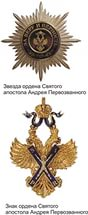 Звезда ордена Святого
апостола Андрея Первозванного
Знак ордена Святого
апостола Андрея Первозванного